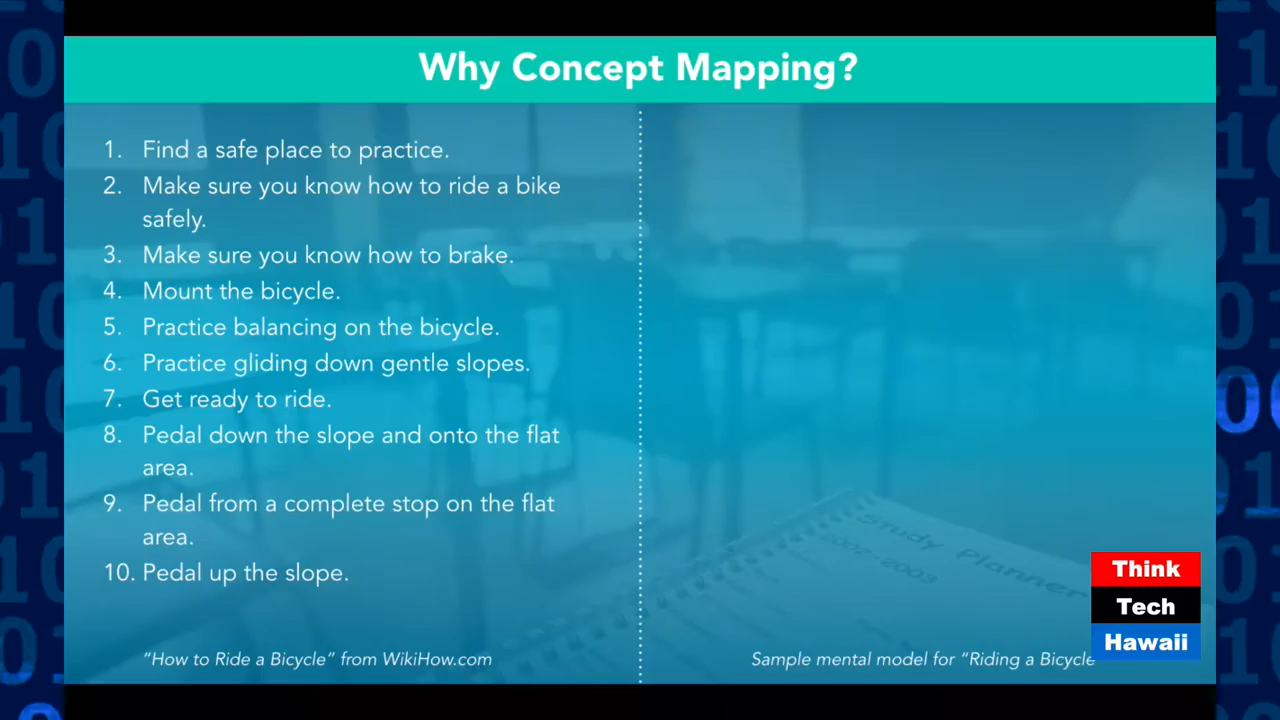 Why Concept Mapping?
1. Find a safe place to practice.
2. Make sure you know how to ride a bike
safely.
3. Make sure you know how to brake.
4. Mount the bicycle.
5. Practice balancing on the bicycle.
6. Practice gliding down gentle slopes.
7. Get ready to ride.
8. Pedal down the slope and onto the flat
area.
9. Pedal from a complete stop on the flat
area.
10. Pedal up the slope.
“How to Ride a Bicycle” from WikiHow.com
Sample mental model for “Riding a Bicycle
Study Planner
2002-2003
Think
Tech
Hawaii